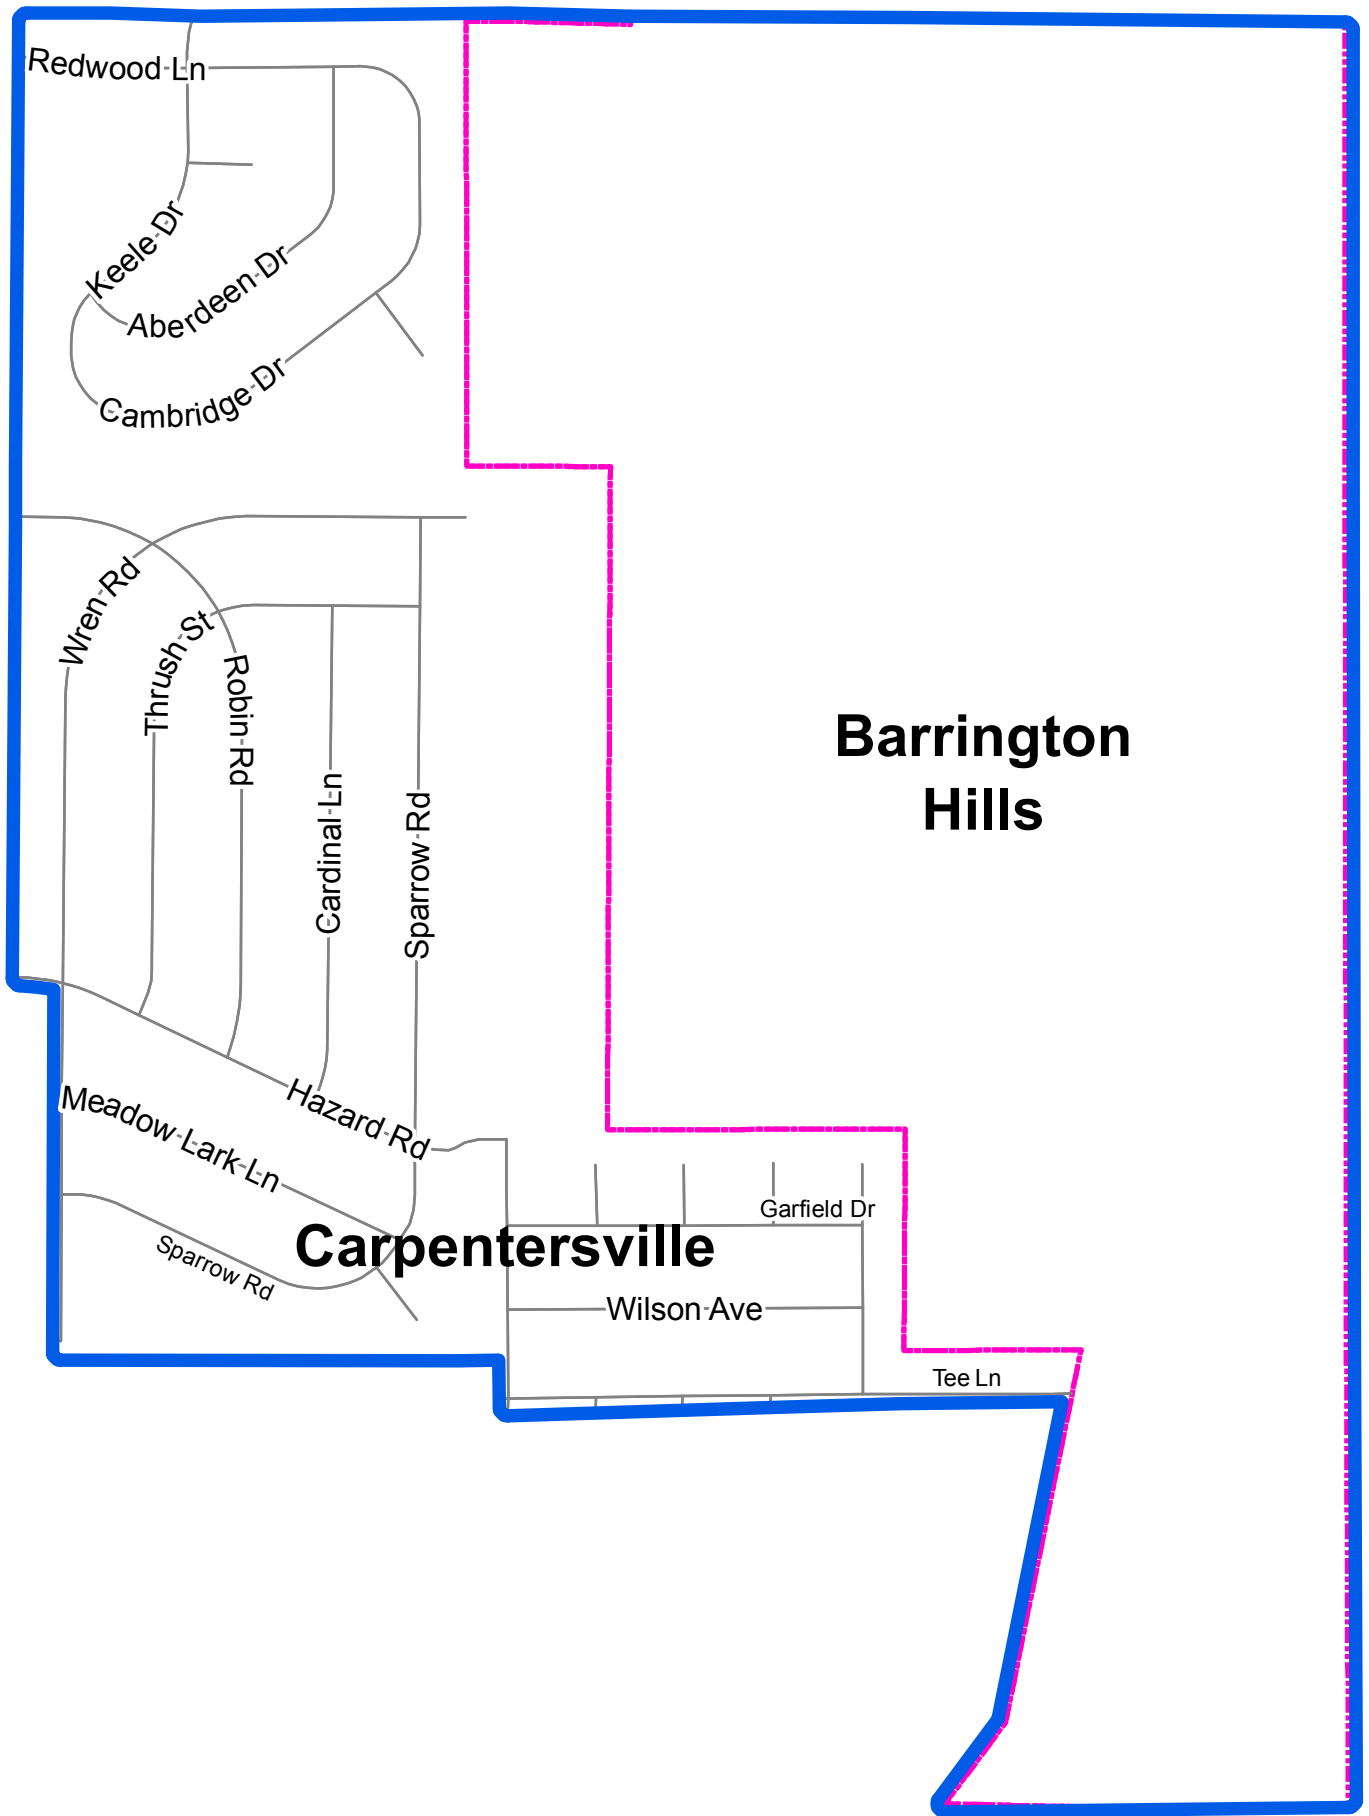 Redwood Ln
Keele Dr
Aberdeen Dr
Cambridge Dr
Wren Rd
Thrush St
Robin Rd
Cardinal Ln
Sparrow Rd
Barrington
Hills
Hazard Rd
Meadow Lark Ln
Garfield Dr
Carpentersville
Sparrow Rd
Wilson Ave
Tee Ln